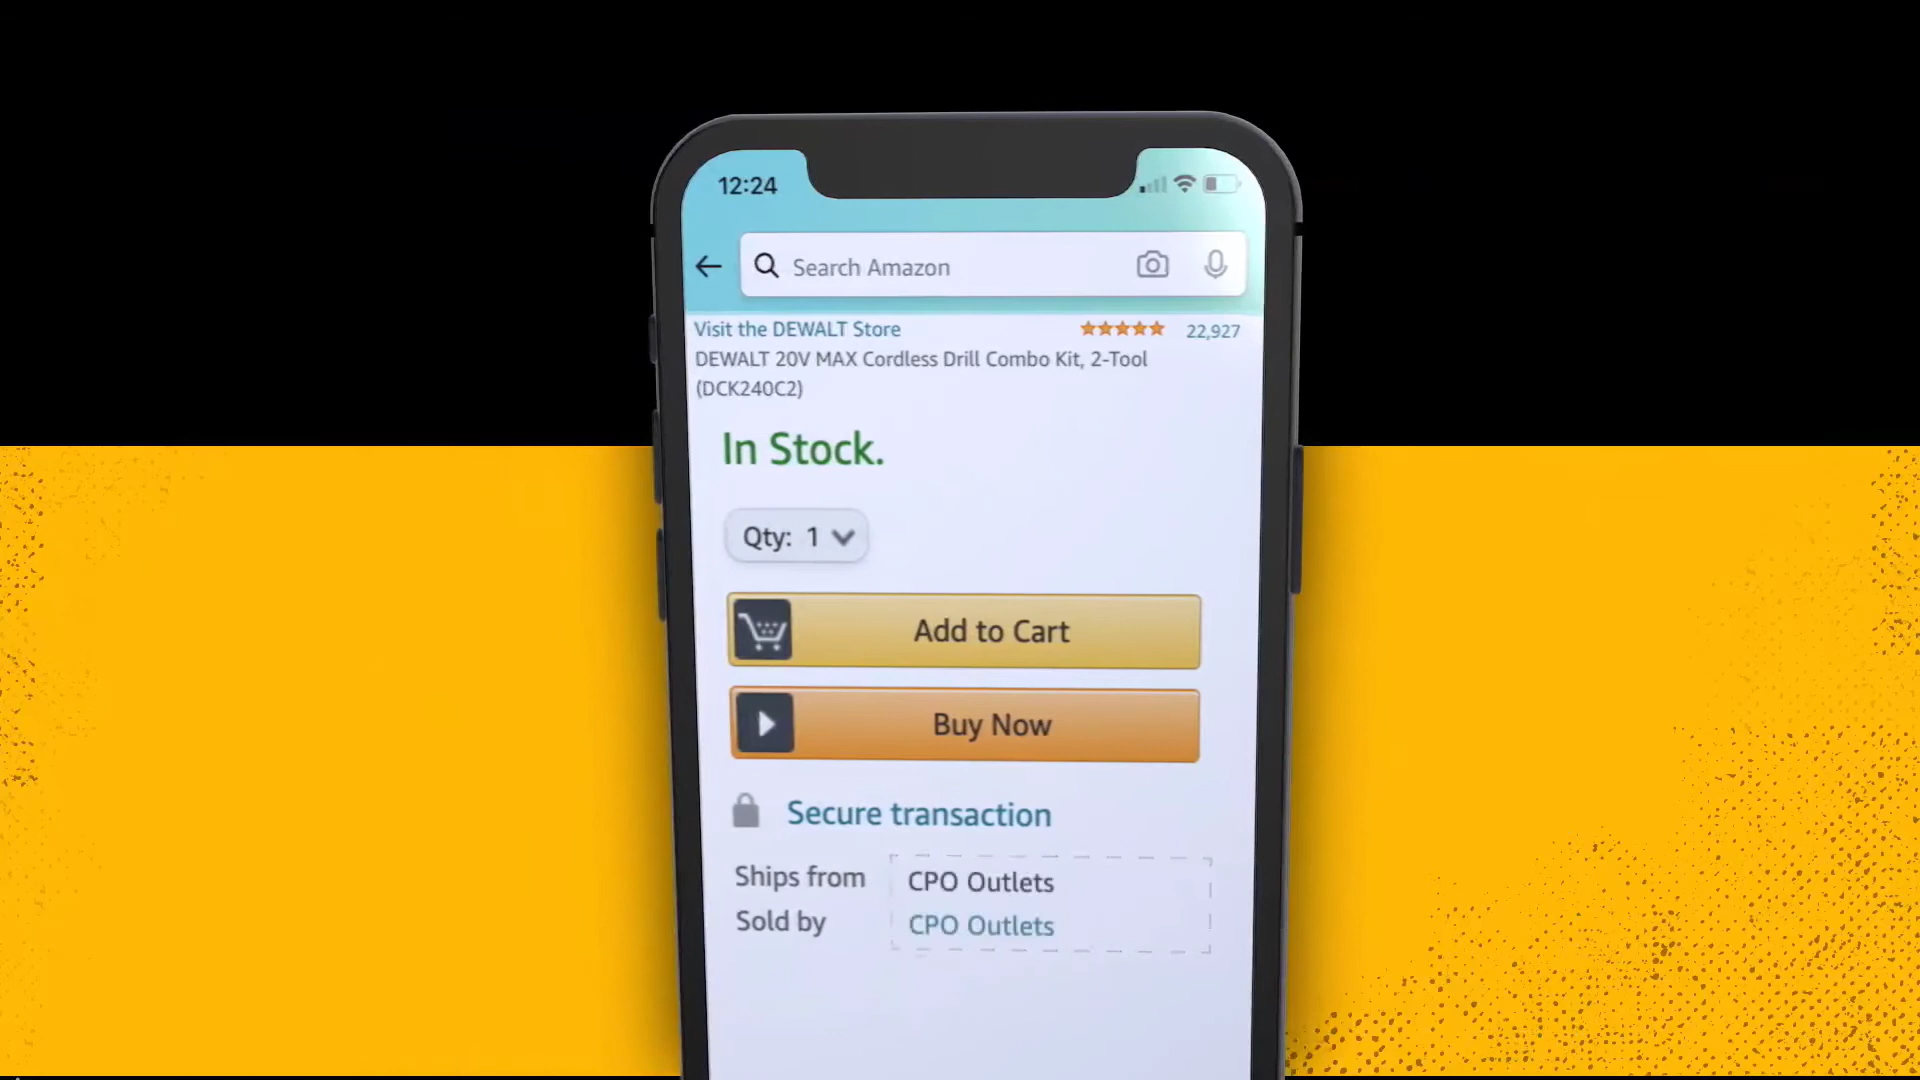 12:24
Search Amazon
Visit the DEWALT Store 22,927
DEWALT 20V MAX Cordless Drill Combo Kit, 2-Tool
(DCK240C2)
In Stock.
Qty: 1
Add to Cart
Buy Now
Secure transaction
Ships from CPO Outlets
Sold by CPO Outlets